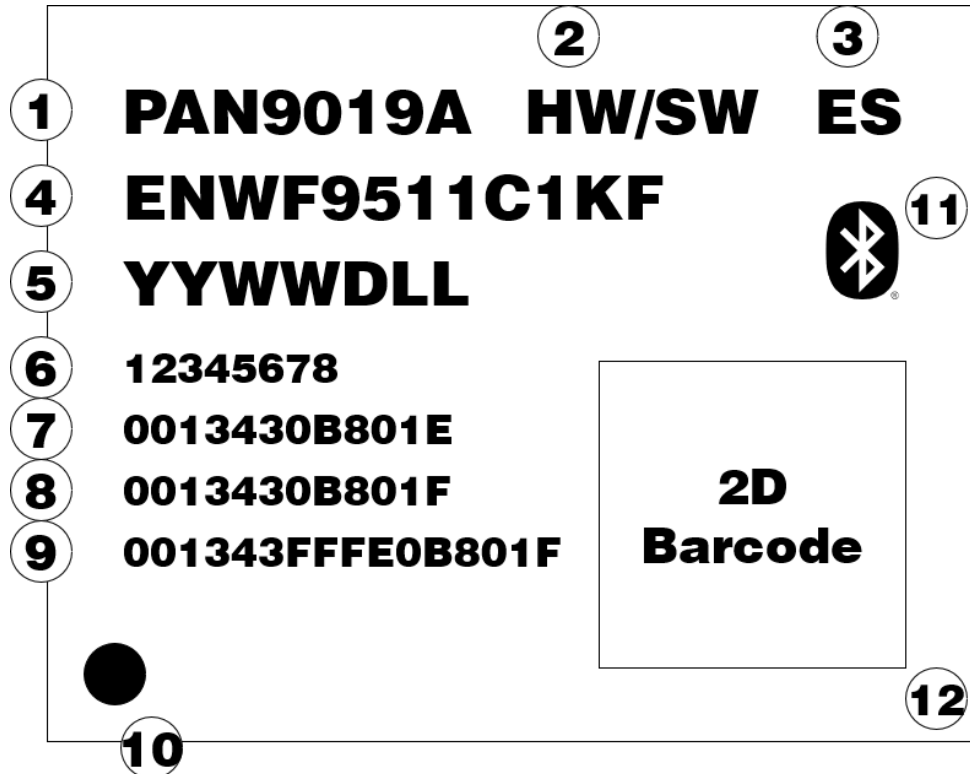 2 3
1 PAN9019A HW/SW ES
4 ENWF9511C1KF
11
5 YYWWDLL
®
6 12345678
7 0013430B801E
8 0013430B801F
9 001343FFFE0B801F
2D
Barcode
12
10